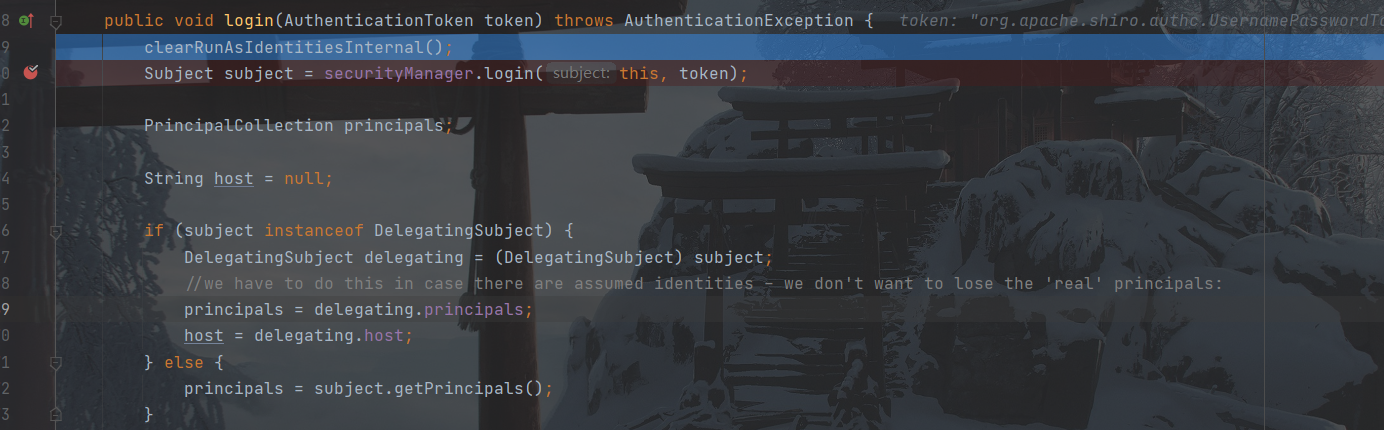 8 public void login(AuthenticationToken token) throws AuthenticationException { token: "org.apache.shiro.authc.UsernamePasswordTo
9 clearRunAsIdentitiesInternal();
0 Subject subject = securityManager.login( subject: this, token);
1
2 PrincipalCollection principals;
3
4 String host = null;
5
6 if (subject instanceof DelegatingSubject) {
7 DelegatingSubject delegating = (DelegatingSubject) subject;
8 //we have to do this in case there are assumed identities - we don't want to lose the 'real' principals:
9 principals = delegating.principals;
0 host = delegating.host;
1 } else {
2 principals = subject.getPrincipals();
3 }